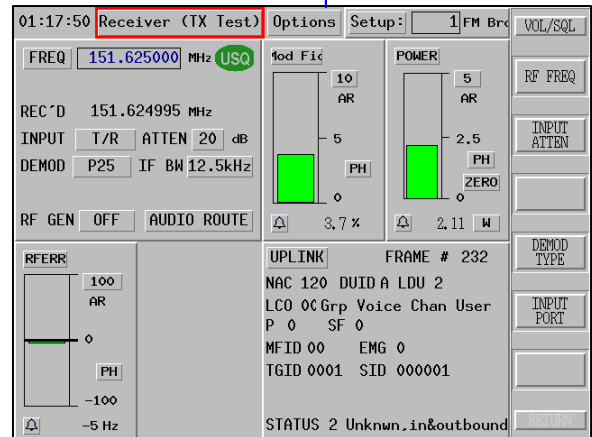 01:17:50 Receiver (TX Test) Options Setup: 1 FM Brc
VOL/SQL
FREQ 151.625000 MHz USQ
REC'D 151.624995 MHz
INPUT T/R ATTEN 20 dB
DEMOD P25 IF BW 12.5kHz
RF GEN OFF AUDIO ROUTE
Mod Fid
10
AR
5
PH
0
3.7 %
POWER
5
AR
2.5
PH
ZERO
0
2.11 W
RF FREQ
INPUT
ATTEN
DEMOD
TYPE
INPUT
PORT
RETURN
RFERR
100
AR
0
PH
-100
-5 Hz
UPLINK FRAME # 232
NAC 120 DUID A LDU 2
LCO 00 Grp Voice Chan User
P 0 SF 0
MFID 00 EMG 0
TGID 0001 SID 000001
STATUS 2 Unknwn,in&outbound